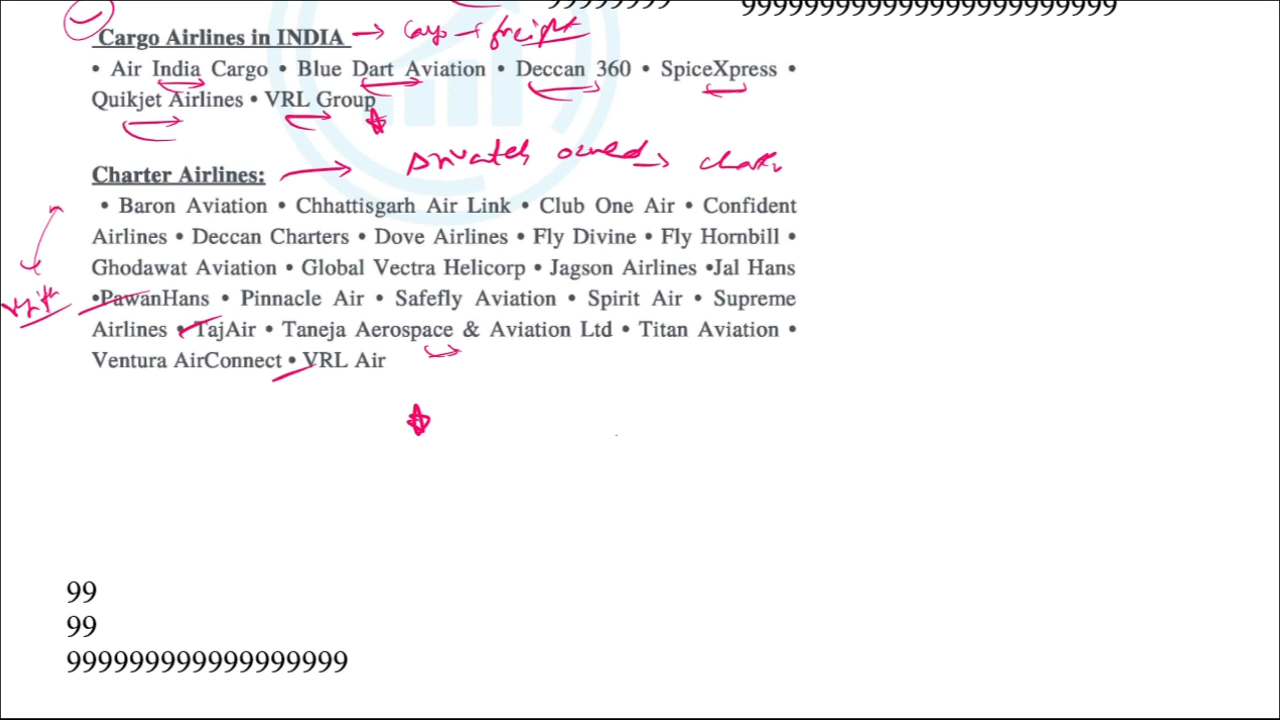 999999999999999999999999
Cargo Airlines in INDIA → Cargo → freight
• Air India Cargo • Blue Dart Aviation • Deccan 360 • SpiceXpress •
Quikjet Airlines • VRL Group
Charter Airlines: → privately owned → charter
• Baron Aviation • Chhattisgarh Air Link • Club One Air • Confident
Airlines • Deccan Charters • Dove Airlines • Fly Divine • Fly Hornbill •
Ghodawat Aviation • Global Vectra Helicorp • Jagson Airlines •Jal Hans
•PawanHans • Pinnacle Air • Safefly Aviation • Spirit Air • Supreme
Airlines • TajAir • Taneja Aerospace & Aviation Ltd • Titan Aviation •
Ventura AirConnect • VRL Air
99
99
999999999999999999